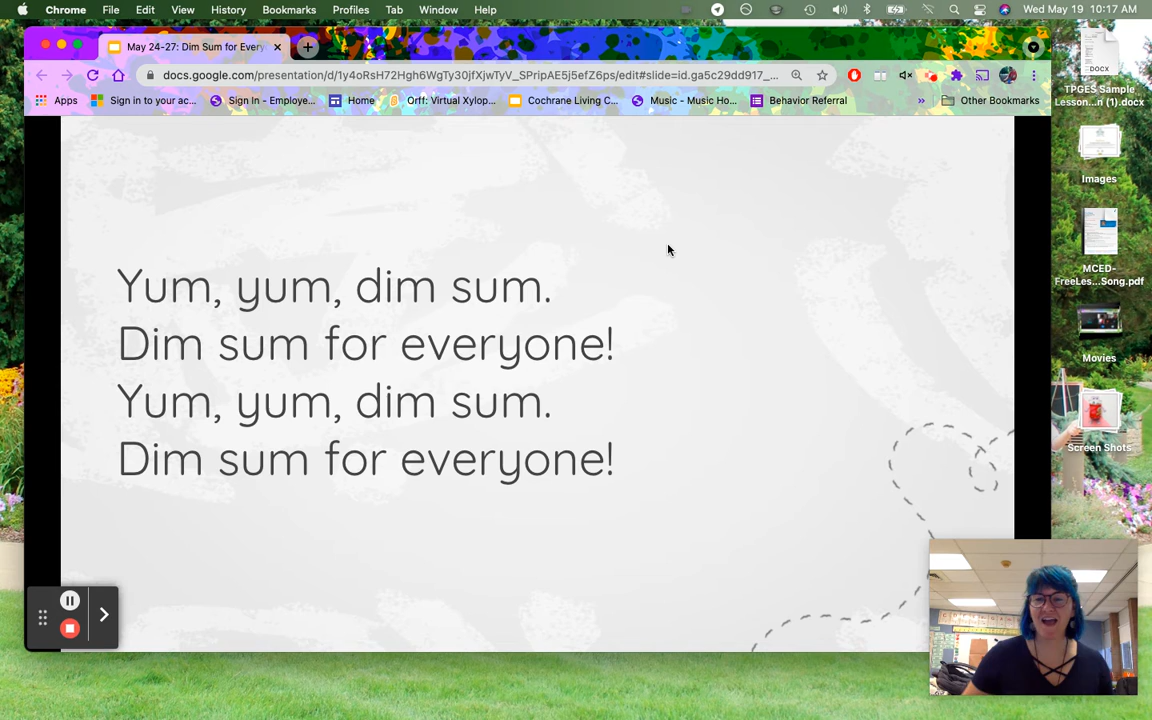 Chrome File Edit View History Bookmarks Profiles Tab Window Help Wed May 19 10:17 AM
May 24-27: Dim Sum for Every
docs.google.com/presentation/d/1y4oRsH72Hgh6WgTy30jfXjwTyV_SPripAE5j5efZ6ps/edit#slide=id.ga5c29dd917_...
Apps Sign in to your ac... Sign In - Employe... Home Orff: Virtual Xylop... Cochrane Living C... Music - Music Ho... Behavior Referral » Other Bookmarks
Yum, yum, dim sum.
Dim sum for everyone!
Yum, yum, dim sum.
Dim sum for everyone!
DOCX
TPGES Sample
Lesson...n (1).docx
Images
MCED-
FreeLes...Song.pdf
Movies
Screen Shots